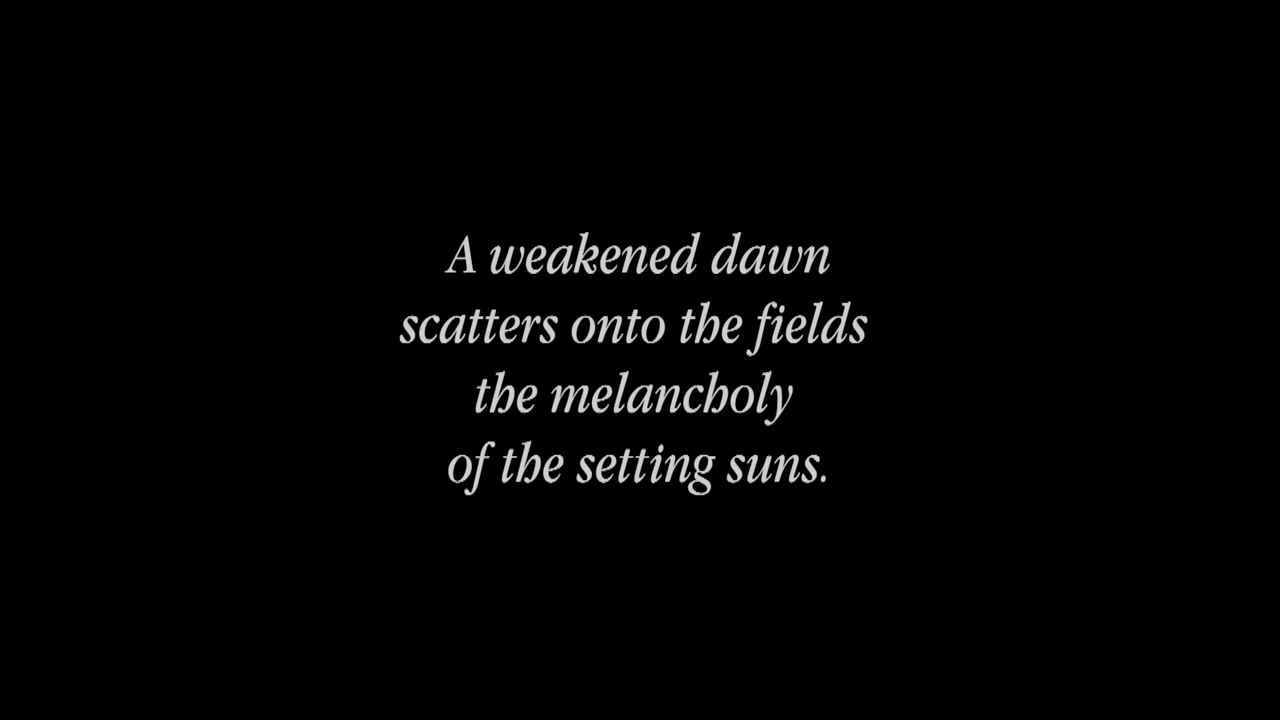 A weakened dawn
scatters onto the fields
the melancholy
of the setting suns.